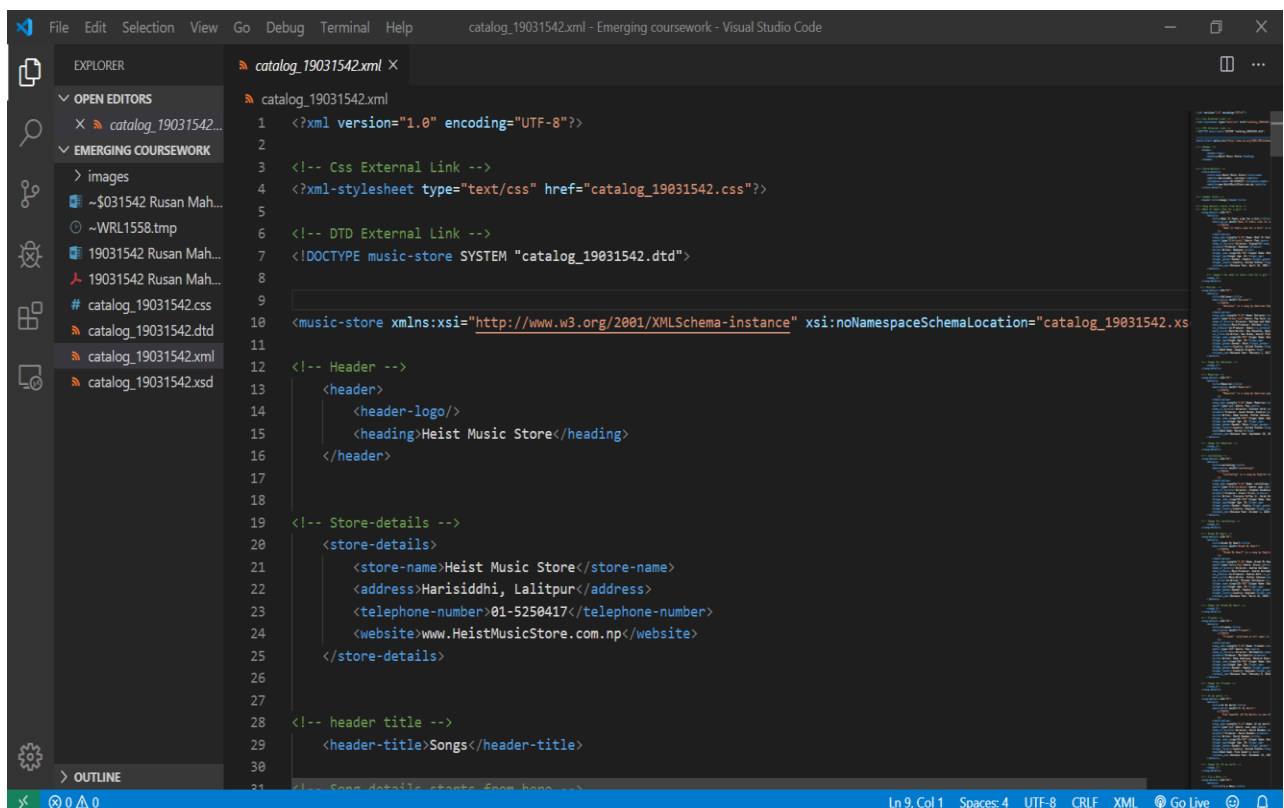 File Edit Selection View Go Debug Terminal Help catalog_19031542.xml - Emerging coursework - Visual Studio Code
EXPLORER
OPEN EDITORS
catalog_19031542...
EMERGING COURSEWORK
images
~$031542 Rusan Mah...
~WRL1558.tmp
19031542 Rusan Mah...
19031542 Rusan Mah...
# catalog_19031542.css
catalog_19031542.dtd
catalog_19031542.xml
catalog_19031542.xsd
OUTLINE
catalog_19031542.xml
catalog_19031542.xml
1 <?xml version="1.0" encoding="UTF-8"?>
2
3 <!-- Css External Link -->
4 <?xml-stylesheet type="text/css" href="catalog_19031542.css"?>
5
6 <!-- DTD External Link -->
7 <!DOCTYPE music-store SYSTEM "catalog_19031542.dtd">
8
9
10 <music-store xmlns:xsi="http://www.w3.org/2001/XMLSchema-instance" xsi:noNamespaceSchemaLocation="catalog_19031542.xs
11
12 <!-- Header -->
13 <header>
14 <header-logo/>
15 <heading>Heist Music Store</heading>
16 </header>
17
18
19 <!-- Store-details -->
20 <store-details>
21 <store-name>Heist Music Store</store-name>
22 <address>Harisiddhi, Lalitpur</address>
23 <telephone-number>01-5250417</telephone-number>
24 <website>www.HeistMusicStore.com.np</website>
25 </store-details>
26
27
28 <!-- header title -->
29 <header-title>Songs</header-title>
30
31 <!-- Song details starts from here -->
0 0 Ln 9, Col 1 Spaces: 4 UTF-8 CRLF XML Go Live